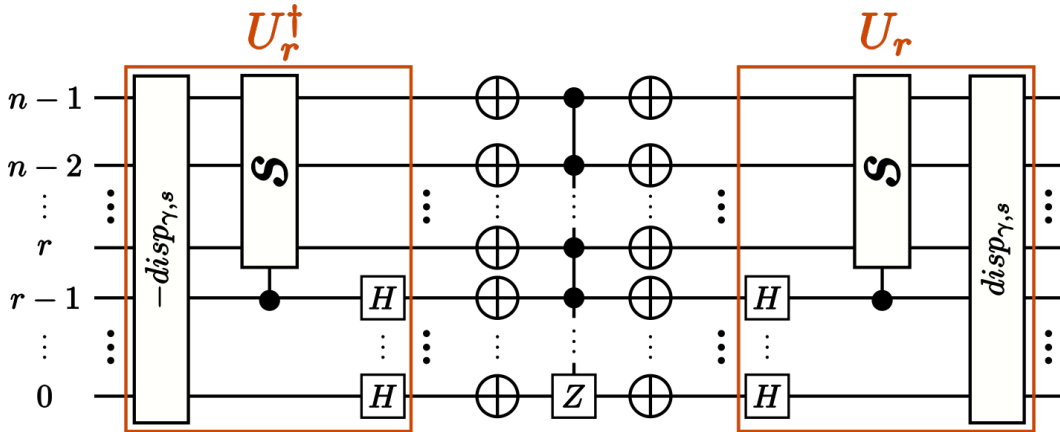 U_r^† U_r
n − 1
n − 2
r
r − 1
0
−disp_{γ,s}
S
H
H
Z
H
H
S
disp_{γ,s}